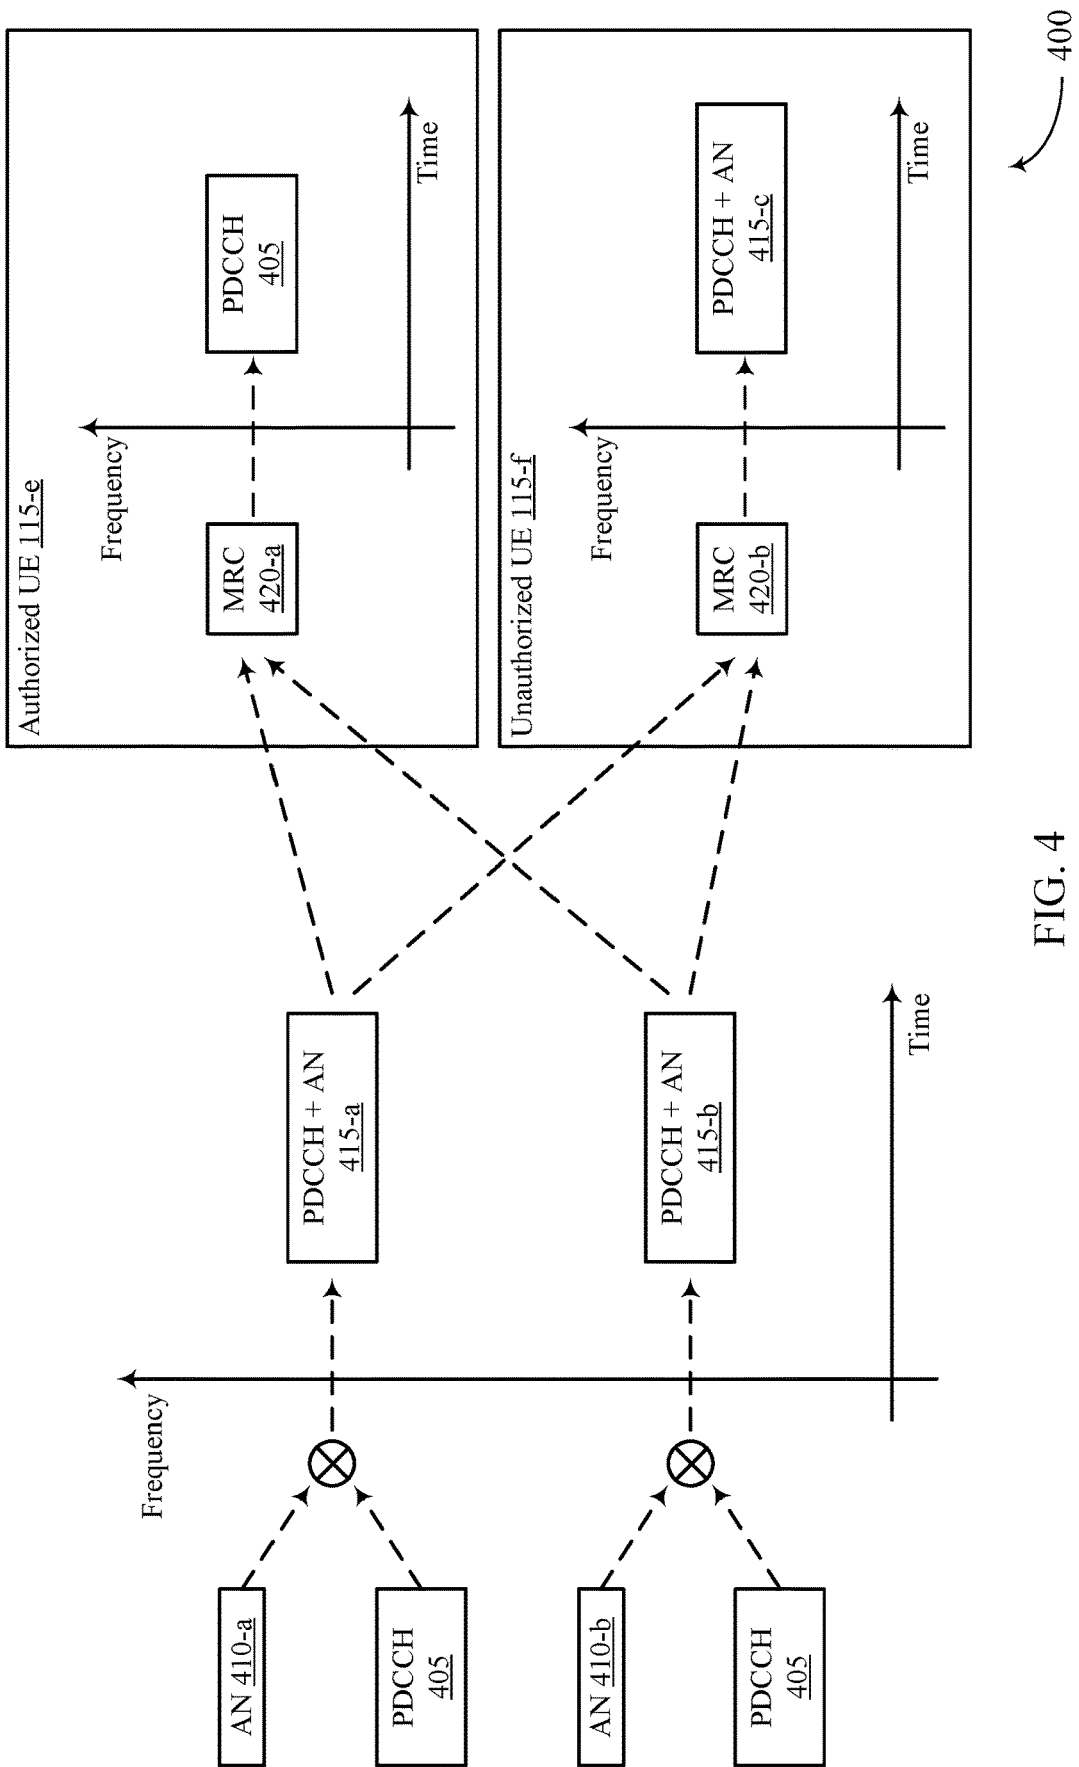 AN 410-a
PDCCH
405
AN 410-b
PDCCH
405
Frequency
PDCCH + AN
415-a
PDCCH + AN
415-b
Time
Authorized UE 115-e
MRC
420-a
Frequency
PDCCH
405
Time
Unauthorized UE 115-f
MRC
420-b
Frequency
PDCCH + AN
415-c
Time
400
FIG. 4